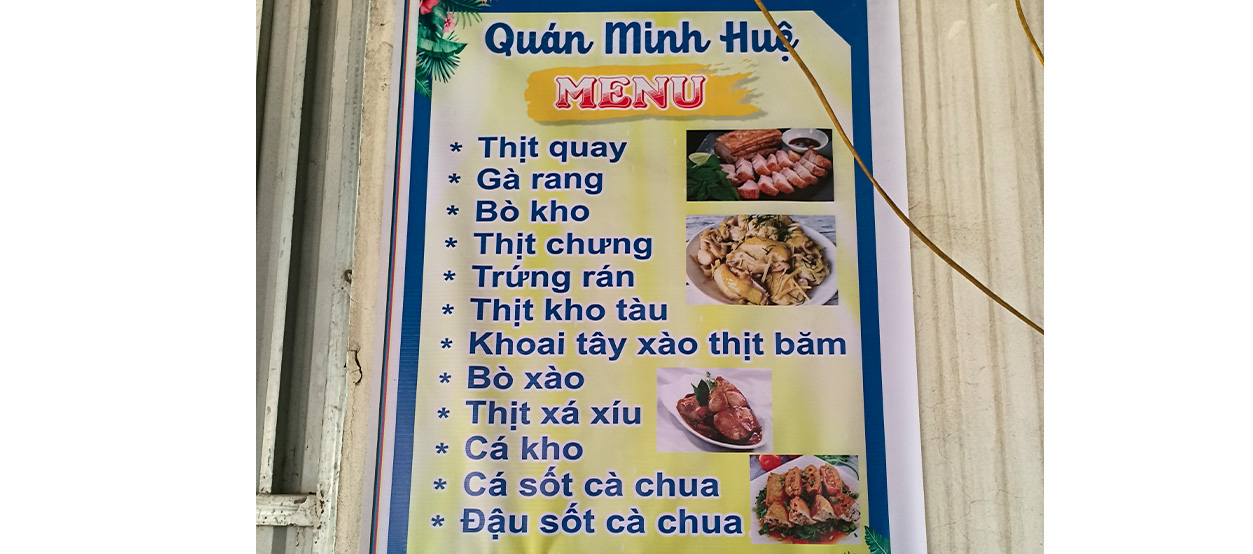 Quán Minh Huệ
MENU
* Thịt quay
* Gà rang
* Bò kho
* Thịt chưng
* Trứng rán
* Thịt kho tàu
* Khoai tây xào thịt băm
* Bò xào
* Thịt xá xíu
* Cá kho
* Cá sốt cà chua
* Đậu sốt cà chua